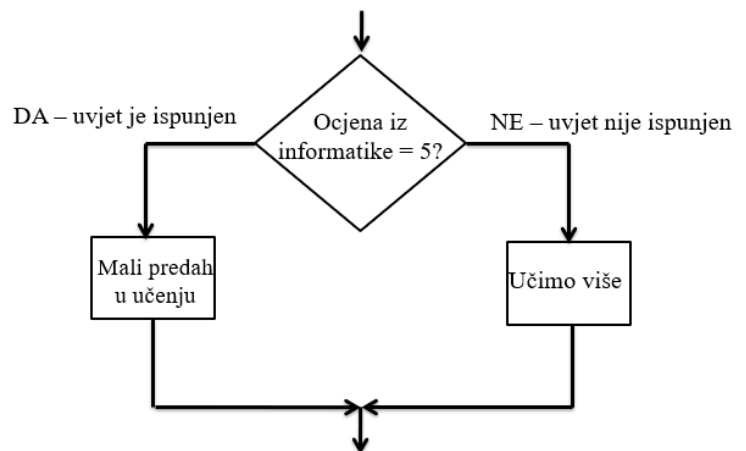 DA – uvjet je ispunjen
Ocjena iz
informatike = 5?
NE – uvjet nije ispunjen
Mali predah
u učenju
Učimo više